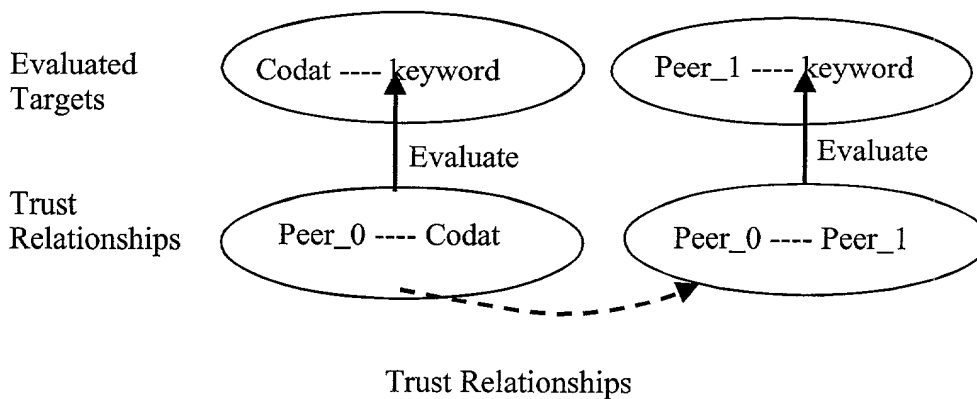 Evaluated
Targets
Codat ---- keyword
Peer_1 ---- keyword
Evaluate
Evaluate
Trust
Relationships
Peer_0 ---- Codat
Peer_0 ---- Peer_1
Trust Relationships